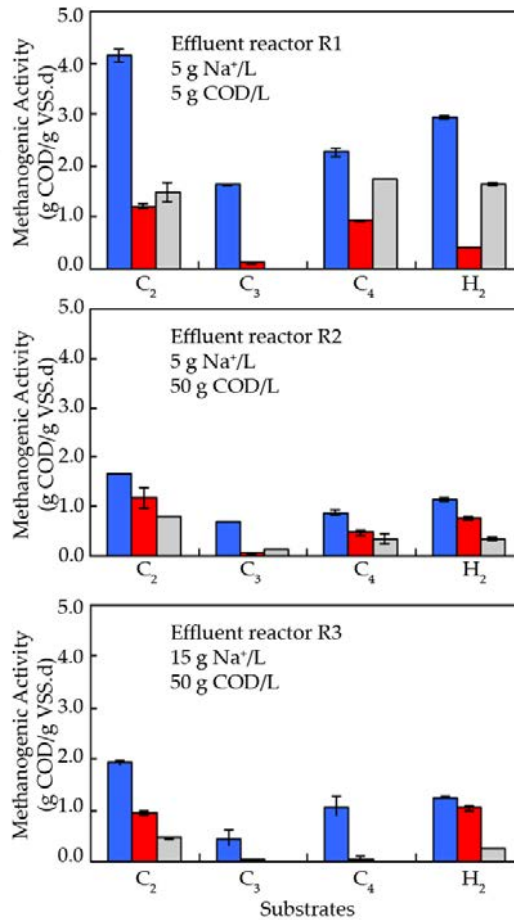 Methanogenic Activity
(g COD/g VSS.d)
5.0
4.0
3.0
2.0
1.0
0.0
Effluent reactor R1
5 g Na⁺/L
5 g COD/L
C₂ C₃ C₄ H₂
Methanogenic Activity
(g COD/g VSS.d)
5.0
4.0
3.0
2.0
1.0
0.0
Effluent reactor R2
5 g Na⁺/L
50 g COD/L
C₂ C₃ C₄ H₂
Methanogenic Activity
(g COD/g VSS.d)
5.0
4.0
3.0
2.0
1.0
0.0
Effluent reactor R3
15 g Na⁺/L
50 g COD/L
C₂ C₃ C₄ H₂
Substrates